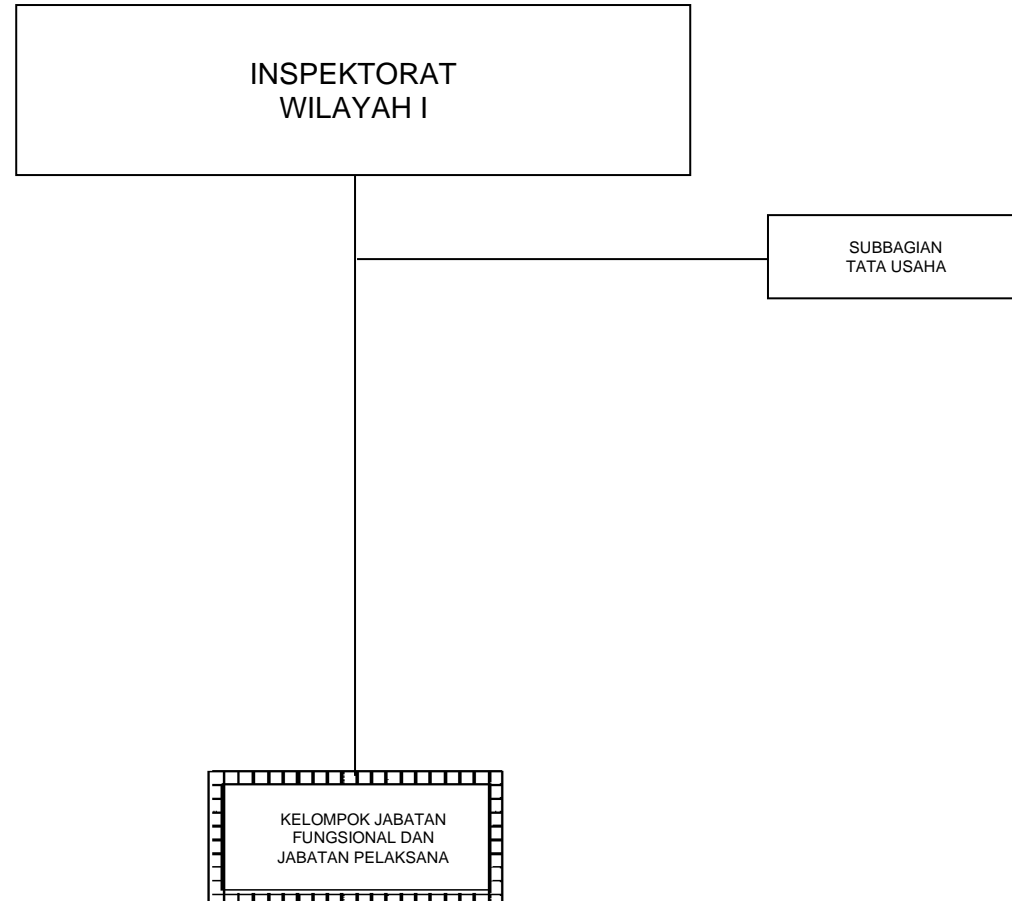 INSPEKTORAT
WILAYAH I
SUBBAGIAN
TATA USAHA
KELOMPOK JABATAN
FUNGSIONAL DAN
JABATAN PELAKSANA